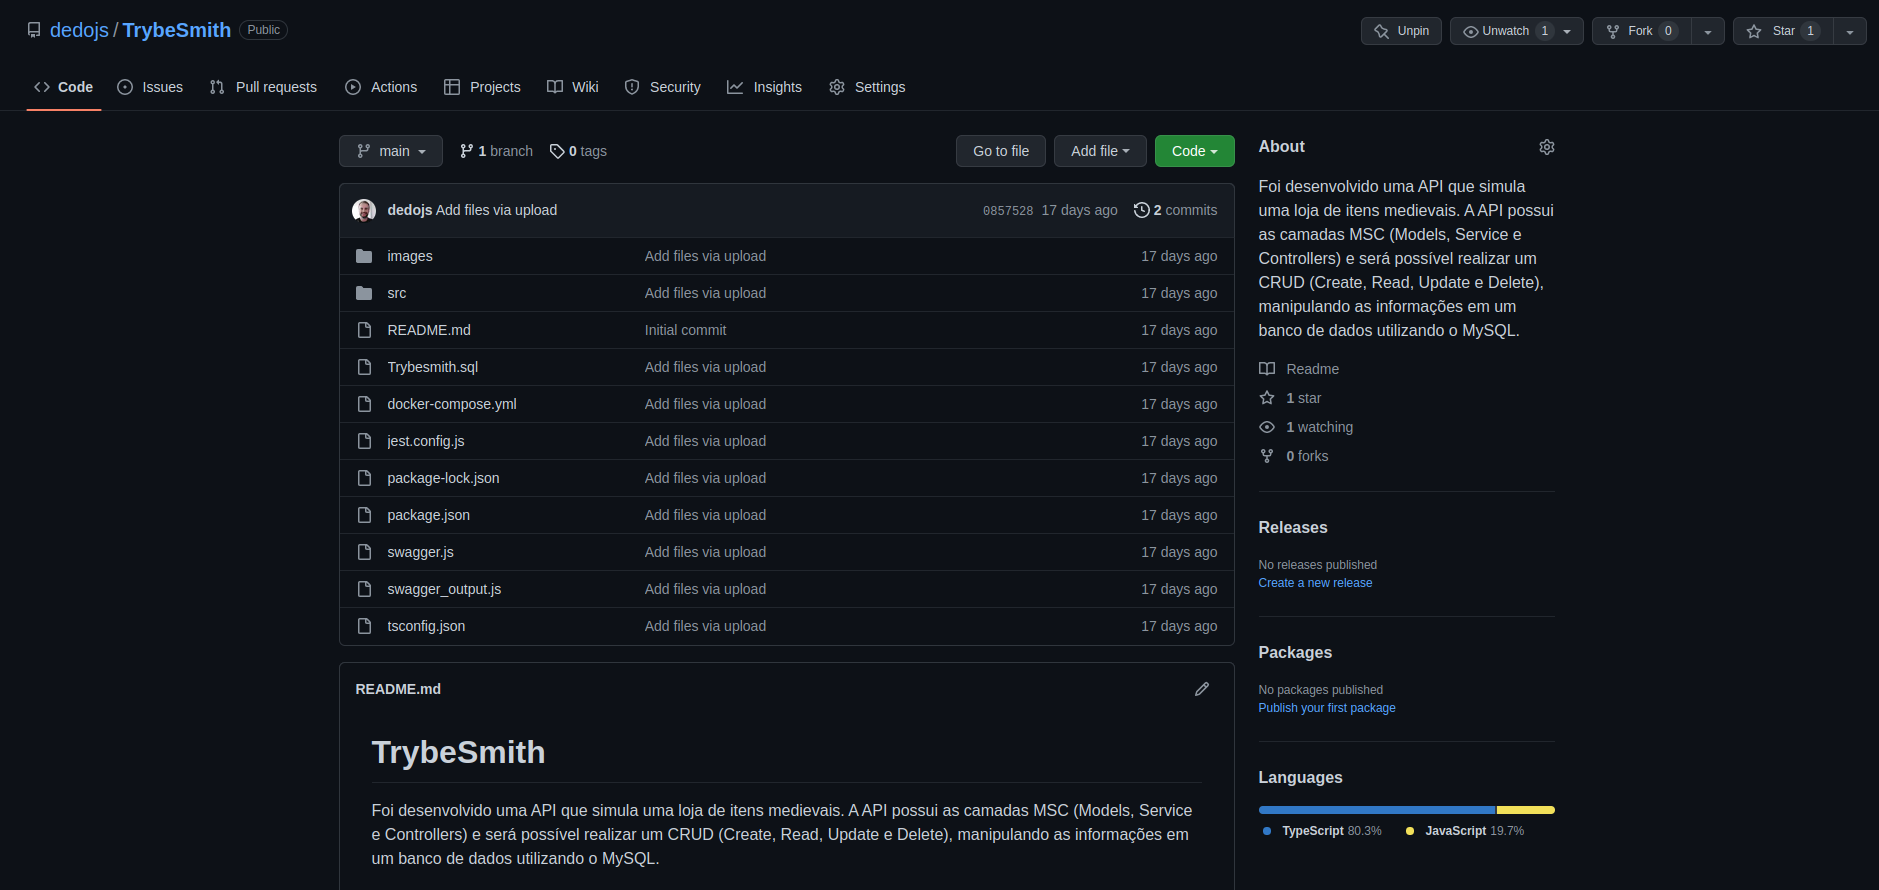 dedojs / TrybeSmith Public
Unpin
Unwatch 1
Fork 0
Star 1
Code
Issues
Pull requests
Actions
Projects
Wiki
Security
Insights
Settings
main
1 branch
0 tags
Go to file
Add file
Code
dedojs Add files via upload
0857528 17 days ago
2 commits
images Add files via upload 17 days ago
src Add files via upload 17 days ago
README.md Initial commit 17 days ago
Trybesmith.sql Add files via upload 17 days ago
docker-compose.yml Add files via upload 17 days ago
jest.config.js Add files via upload 17 days ago
package-lock.json Add files via upload 17 days ago
package.json Add files via upload 17 days ago
swagger.js Add files via upload 17 days ago
swagger_output.js Add files via upload 17 days ago
tsconfig.json Add files via upload 17 days ago
README.md
TrybeSmith
Foi desenvolvido uma API que simula uma loja de itens medievais. A API possui as camadas MSC (Models, Service
e Controllers) e será possível realizar um CRUD (Create, Read, Update e Delete), manipulando as informações em
um banco de dados utilizando o MySQL.
About
Foi desenvolvido uma API que simula
uma loja de itens medievais. A API possui
as camadas MSC (Models, Service e
Controllers) e será possível realizar um
CRUD (Create, Read, Update e Delete),
manipulando as informações em um
banco de dados utilizando o MySQL.
Readme
1 star
1 watching
0 forks
Releases
No releases published
Create a new release
Packages
No packages published
Publish your first package
Languages
TypeScript 80.3%
JavaScript 19.7%